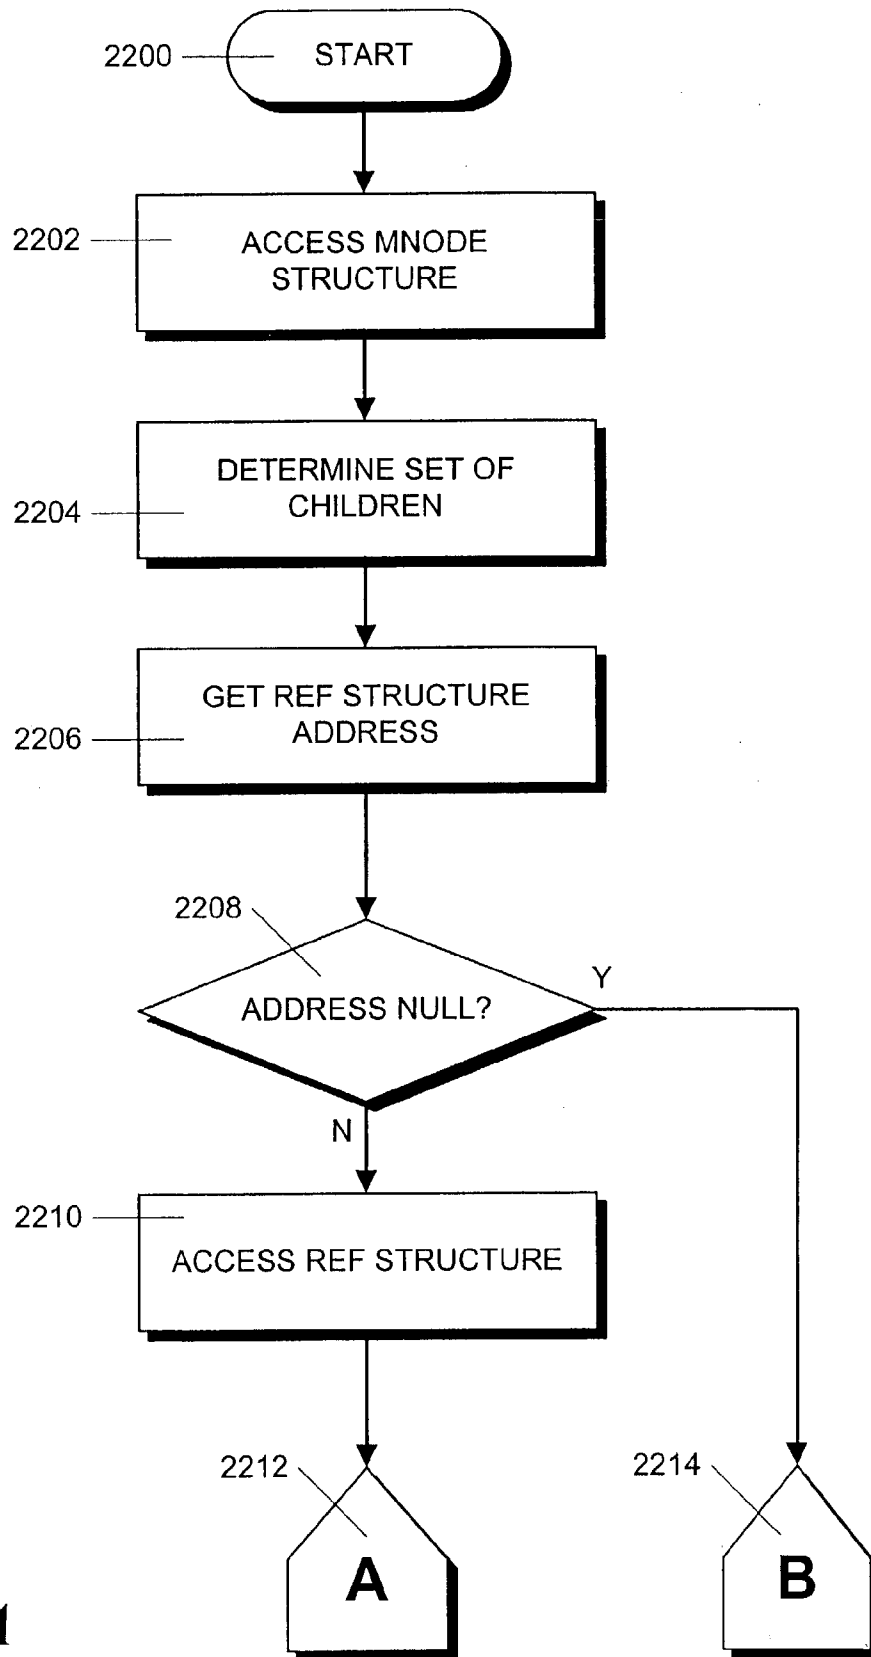 2200
START
2202
ACCESS MNODE
STRUCTURE
2204
DETERMINE SET OF
CHILDREN
2206
GET REF STRUCTURE
ADDRESS
2208
ADDRESS NULL?
Y
N
2210
ACCESS REF STRUCTURE
2212
A
2214
B